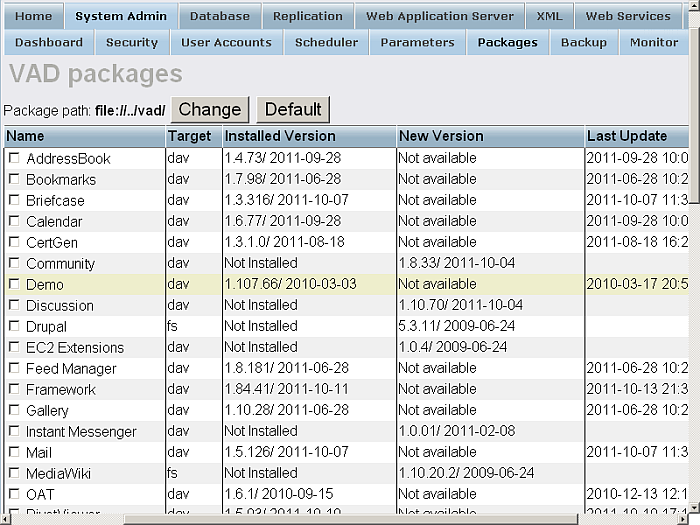 Home System Admin Database Replication Web Application Server XML Web Services
Dashboard Security User Accounts Scheduler Parameters Packages Backup Monitor
VAD packages
Package path: file://../vad/ Change Default
Name Target Installed Version New Version Last Update
AddressBook dav 1.4.73/ 2011-09-28 Not available 2011-09-28 10:0
Bookmarks dav 1.7.98/ 2011-06-28 Not available 2011-06-28 10:2
Briefcase dav 1.3.316/ 2011-10-07 Not available 2011-10-07 11:3
Calendar dav 1.6.77/ 2011-09-28 Not available 2011-09-28 10:0
CertGen dav 1.3.1.0/ 2011-08-18 Not available 2011-08-18 16:2
Community dav Not Installed 1.8.33/ 2011-10-04
Demo dav 1.107.66/ 2010-03-03 Not available 2010-03-17 20:5
Discussion dav Not Installed 1.10.70/ 2011-10-04
Drupal fs Not Installed 5.3.11/ 2009-06-24
EC2 Extensions dav Not Installed 1.0.4/ 2009-06-24
Feed Manager dav 1.8.181/ 2011-06-28 Not available 2011-06-28 10:2
Framework dav 1.84.41/ 2011-10-11 Not available 2011-10-13 21:3
Gallery dav 1.10.28/ 2011-06-28 Not available 2011-06-28 10:2
Instant Messenger dav Not Installed 1.0.01/ 2011-02-08
Mail dav 1.5.126/ 2011-10-07 Not available 2011-10-07 11:3
MediaWiki fs Not Installed 1.10.20.2/ 2009-06-24
OAT dav 1.6.1/ 2010-09-15 Not available 2010-12-13 12:1